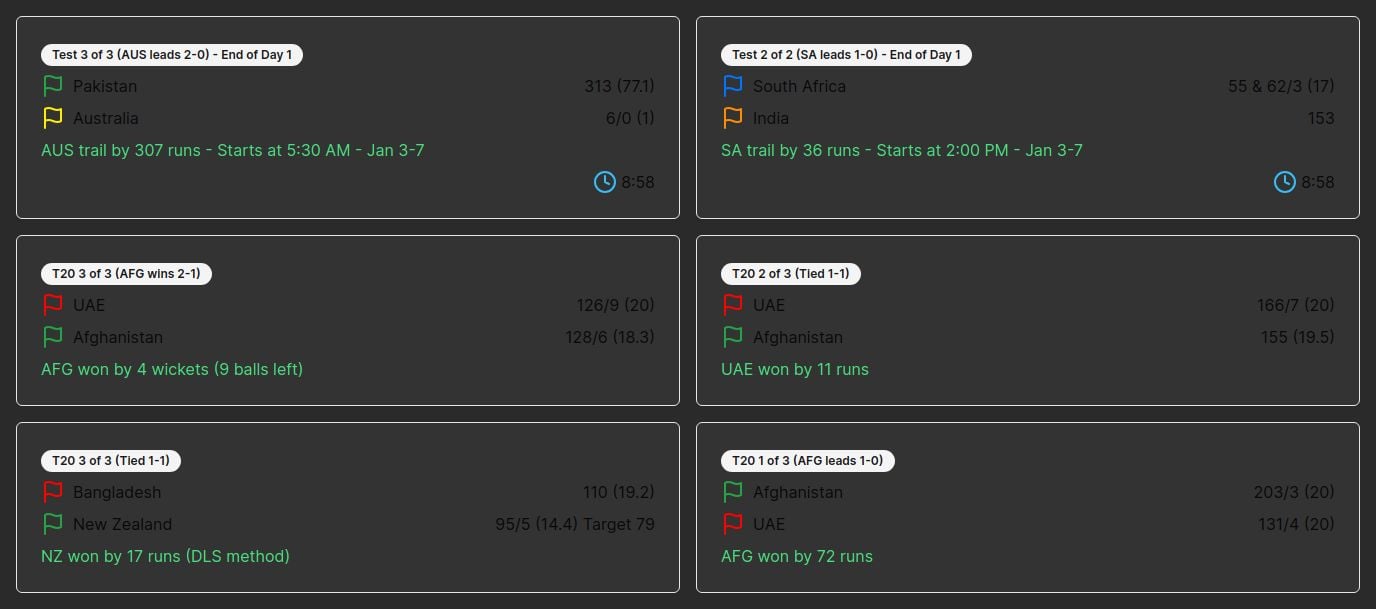 Test 3 of 3 (AUS leads 2-0) - End of Day 1
Pakistan 313 (77.1)
Australia 6/0 (1)
AUS trail by 307 runs - Starts at 5:30 AM - Jan 3-7
8:58
Test 2 of 2 (SA leads 1-0) - End of Day 1
South Africa 55 & 62/3 (17)
India 153
SA trail by 36 runs - Starts at 2:00 PM - Jan 3-7
8:58
T20 3 of 3 (AFG wins 2-1)
UAE 126/9 (20)
Afghanistan 128/6 (18.3)
AFG won by 4 wickets (9 balls left)
T20 2 of 3 (Tied 1-1)
UAE 166/7 (20)
Afghanistan 155 (19.5)
UAE won by 11 runs
T20 3 of 3 (Tied 1-1)
Bangladesh 110 (19.2)
New Zealand 95/5 (14.4) Target 79
NZ won by 17 runs (DLS method)
T20 1 of 3 (AFG leads 1-0)
Afghanistan 203/3 (20)
UAE 131/4 (20)
AFG won by 72 runs